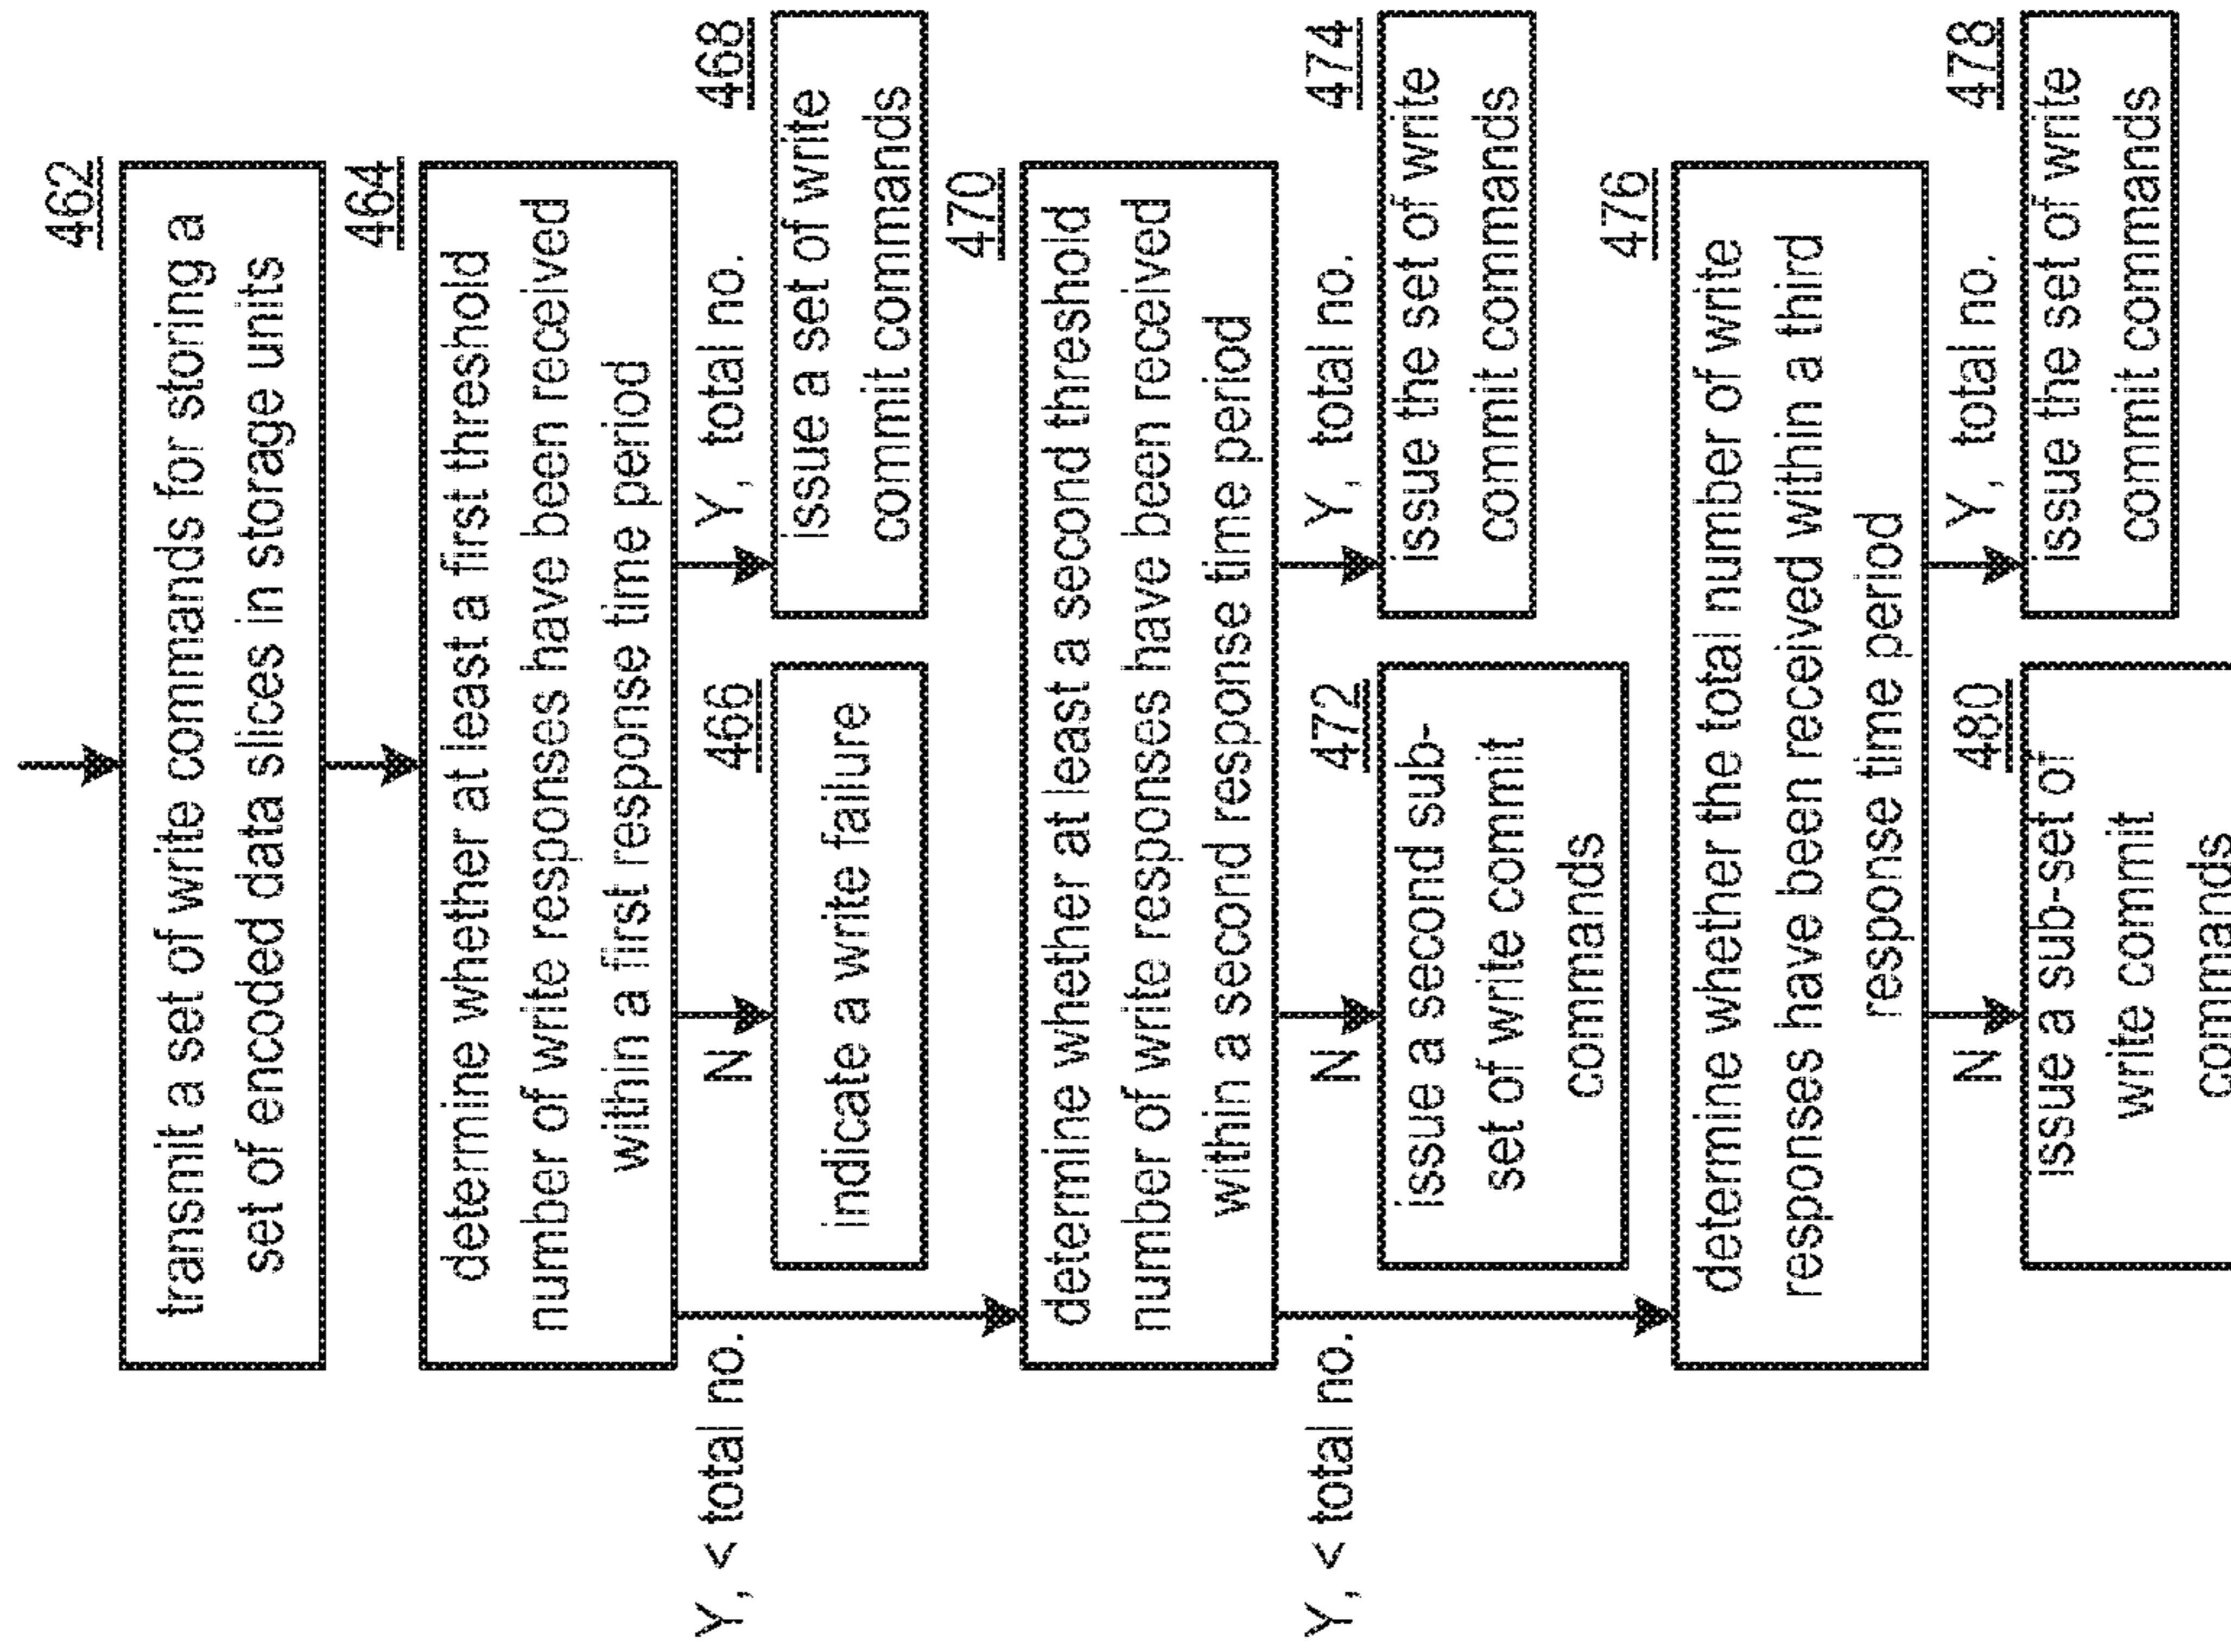 462
transmit a set of write commands for storing a
set of encoded data slices in storage units
464
determine whether at least a first threshold
number of write responses have been received
within a first response time period
Y, < total no.
N
Y, total no.
466
indicate a write failure
468
issue a set of write
commit commands
470
determine whether at least a second threshold
number of write responses have been received
within a second response time period
Y, < total no.
N
Y, total no.
472
issue a second sub-
set of write commit
commands
474
issue the set of write
commit commands
476
determine whether the total number of write
responses have been received within a third
response time period
N
Y, total no.
480
issue a sub-set of
write commit
commands
478
issue the set of write
commit commands